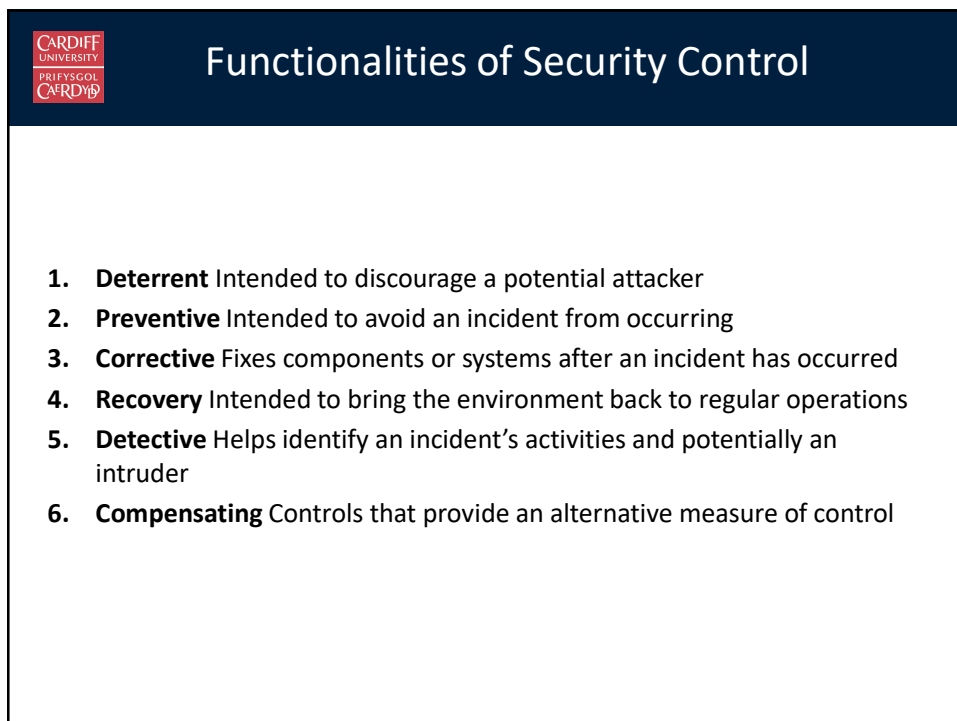 CARDIFF
UNIVERSITY
PRIFYSGOL
CAERDYDD
Functionalities of Security Control
1. Deterrent Intended to discourage a potential attacker
2. Preventive Intended to avoid an incident from occurring
3. Corrective Fixes components or systems after an incident has occurred
4. Recovery Intended to bring the environment back to regular operations
5. Detective Helps identify an incident’s activities and potentially an
intruder
6. Compensating Controls that provide an alternative measure of control